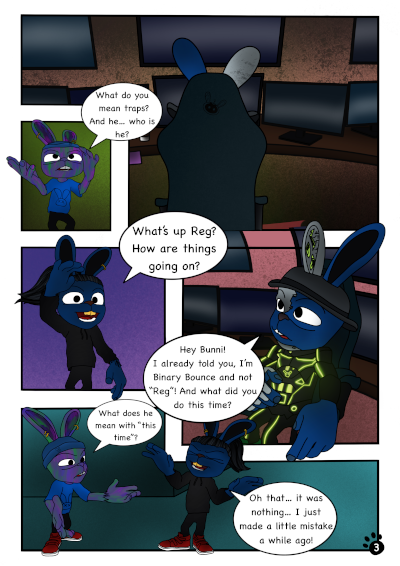 What do you
mean traps?
And he... who is
he?
What's up Reg?
How are things
going on?
Hey Bunni!
I already told you, I'm
Binary Bounce and not
"Reg"! And what did you
do this time?
What does he
mean with "this
time"?
Oh that... it was
nothing... I just
made a little mistake
a while ago!
3